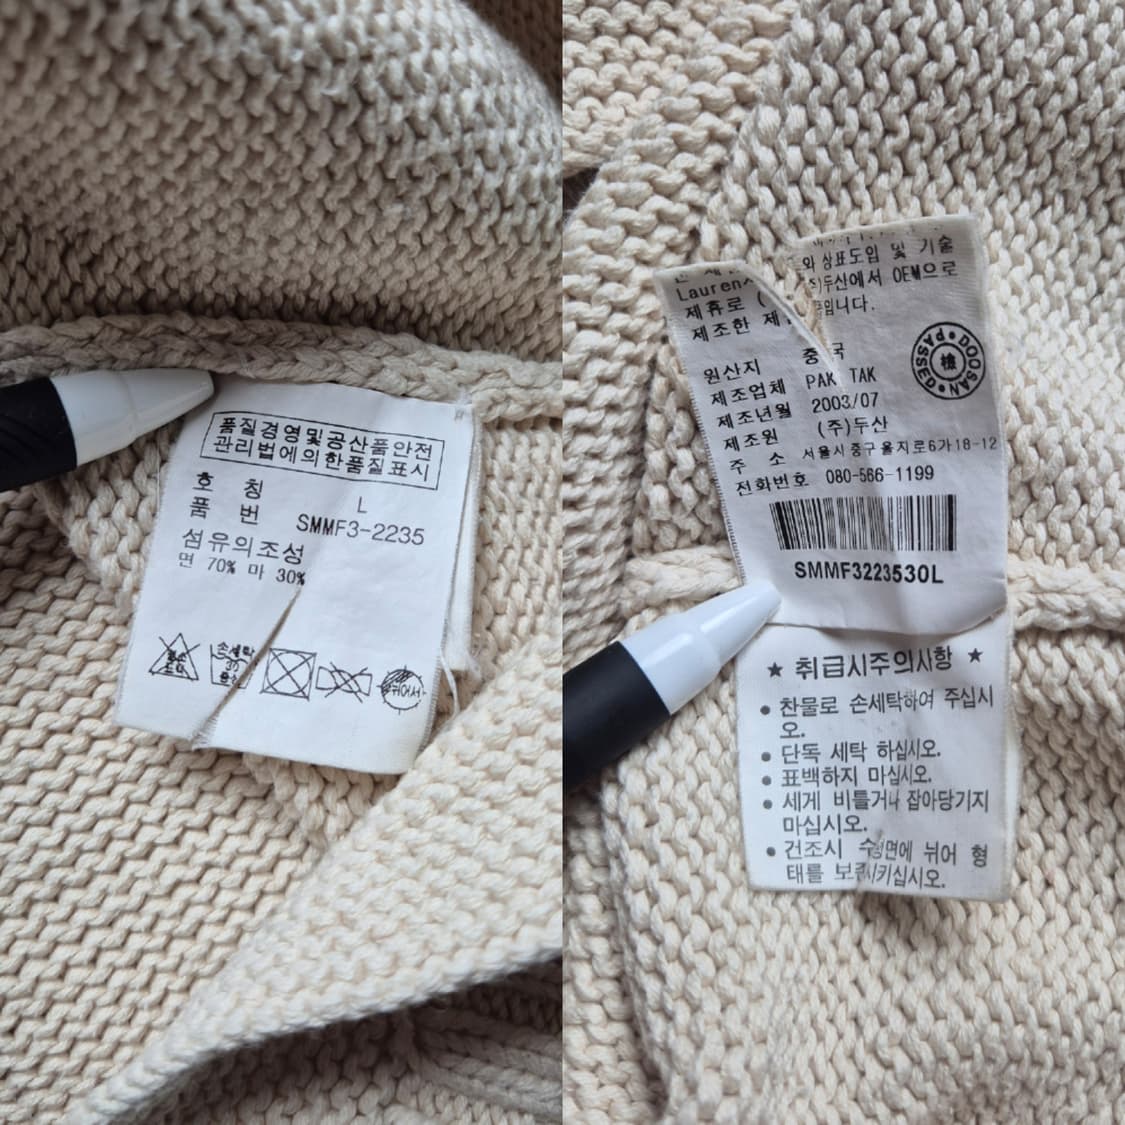 품질경영및공산품안전
관리법에의한품질표시
호 칭 L
품 번 SMMF3-2235
섬유의조성
면 70% 마 30%
손세탁
30
와 상표도입 및 기술
Lauren
두산에서 OEM으로
제휴로 (
입니다.
제조한 제
원산지 중국
제조업체 PAK TAK
제조년월 2003/07
제조원 (주)두산
주 소 서울시중구을지로6가18-12
전화번호 080-566-1199
DOOSAN PASSED
檢
SMMF3223530L
★ 취급시주의사항 ★
● 찬물로 손세탁하여 주십시
오.
● 단독 세탁 하십시오.
● 표백하지 마십시오.
● 세게 비틀거나 잡아당기지
마십시오.
● 건조시 수평면에 뉘어 형
태를 보존시키십시오.